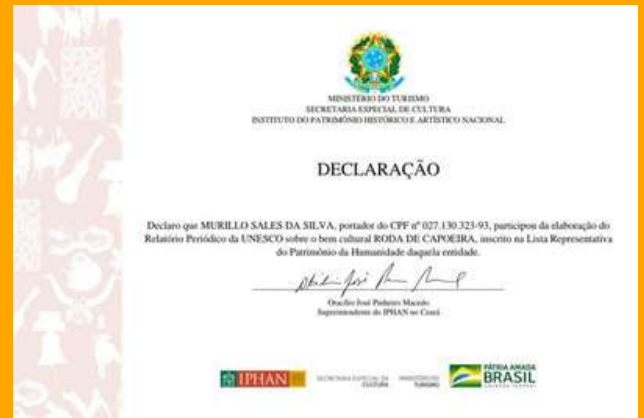 MINISTÉRIO DO TURISMO
SECRETARIA ESPECIAL DE CULTURA
INSTITUTO DO PATRIMÔNIO HISTÓRICO E ARTÍSTICO NACIONAL
DECLARAÇÃO
Declaro que MURILLO SALES DA SILVA, portador do CPF nº 027.130.323-93, participou da elaboração do
Relatório Periódico da UNESCO sobre o bem cultural RODA DE CAPOEIRA, inscrito na Lista Representativa
do Patrimônio da Humanidade daquela entidade.
José Pinheiro Macedo
Superintendente do IPHAN no Ceará
IPHAN
SECRETARIA ESPECIAL DA CULTURA
MINISTÉRIO DO TURISMO
PÁTRIA AMADA
BRASIL